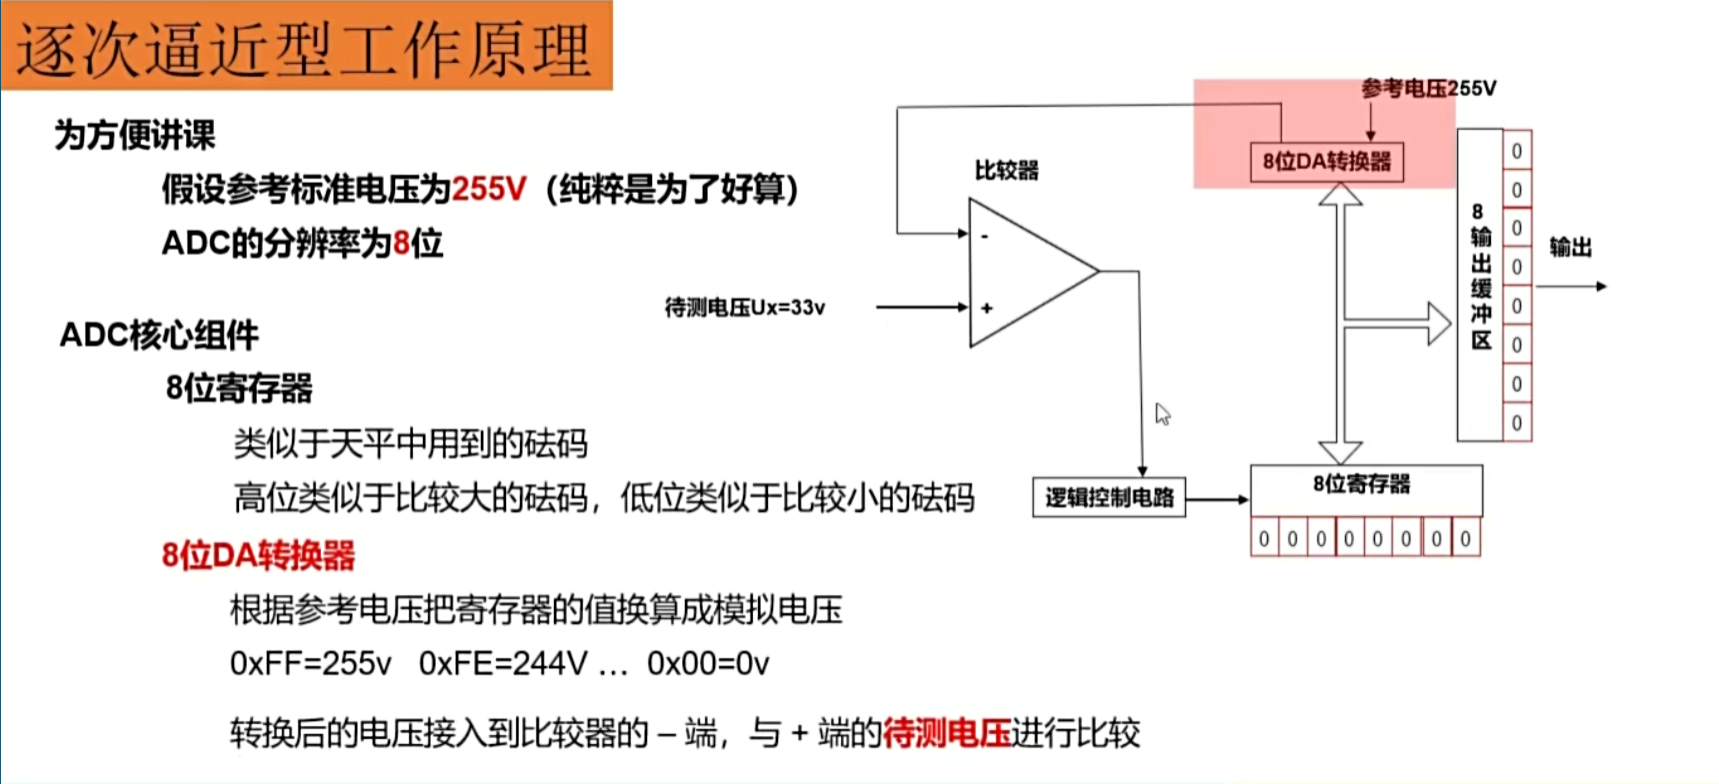 逐次逼近型工作原理
为方便讲课
假设参考标准电压为255V（纯粹是为了好算）
ADC的分辨率为8位
ADC核心组件
8位寄存器
类似于天平中用到的砝码
高位类似于比较大的砝码，低位类似于比较小的砝码
8位DA转换器
根据参考电压把寄存器的值换算成模拟电压
0xFF=255v 0xFE=244V … 0x00=0v
转换后的电压接入到比较器的 – 端，与 + 端的待测电压进行比较
参考电压255V
8位DA转换器
比较器
-
+
待测电压Ux=33v
逻辑控制电路
8位寄存器
0 0 0 0 0 0 0 0
8
输
出
缓
冲
区
0
0
0
0
0
0
0
0
输出